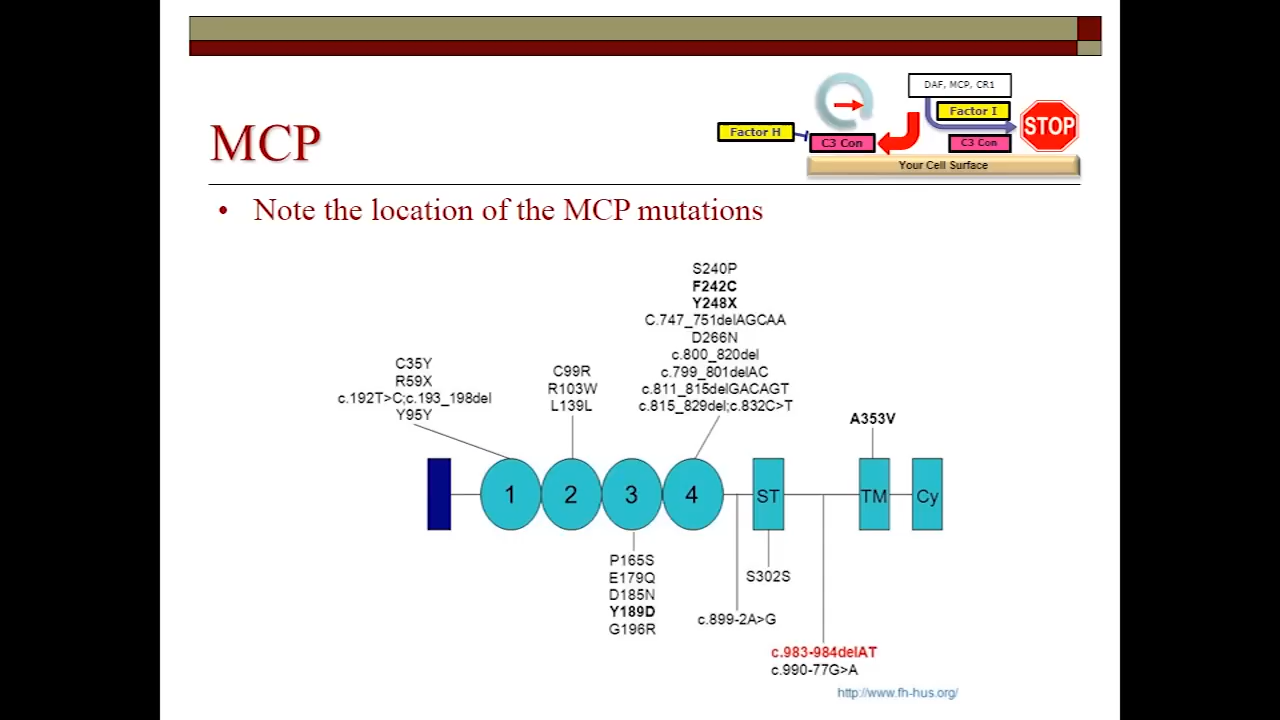 DAF, MCP, CR1
Factor I
Factor H
STOP
C3 Con
C3 Con
Your Cell Surface
MCP
• Note the location of the MCP mutations
S240P
F242C
Y248X
C.747_751delAGCAA
D266N
c.800_820del
c.799_801delAC
c.811_815delGACAGT
c.815_829del;c.832C>T
C35Y
R59X
c.192T>C;c.193_198del
Y95Y
C99R
R103W
L139L
A353V
1
2
3
4
ST
TM
Cy
P165S
E179Q
D185N
Y189D
G196R
S302S
c.899-2A>G
c.983-984delAT
c.990-77G>A
http://www.fh-hus.org/